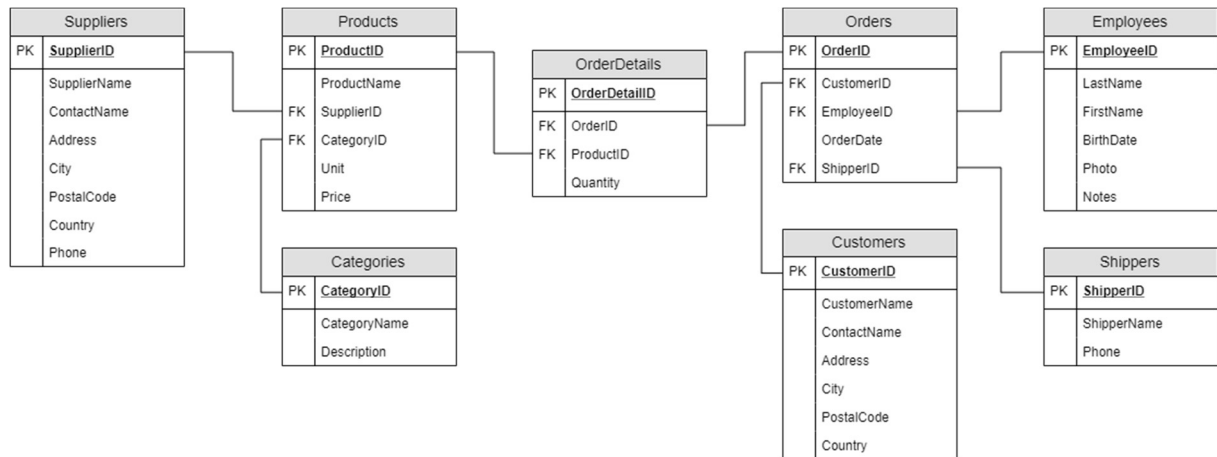 Suppliers
PK SupplierID
SupplierName
ContactName
Address
City
PostalCode
Country
Phone
Products
PK ProductID
ProductName
FK SupplierID
FK CategoryID
Unit
Price
Categories
PK CategoryID
CategoryName
Description
OrderDetails
PK OrderDetailID
FK OrderID
FK ProductID
Quantity
Orders
PK OrderID
FK CustomerID
FK EmployeeID
OrderDate
FK ShipperID
Customers
PK CustomerID
CustomerName
ContactName
Address
City
PostalCode
Country
Employees
PK EmployeeID
LastName
FirstName
BirthDate
Photo
Notes
Shippers
PK ShipperID
ShipperName
Phone